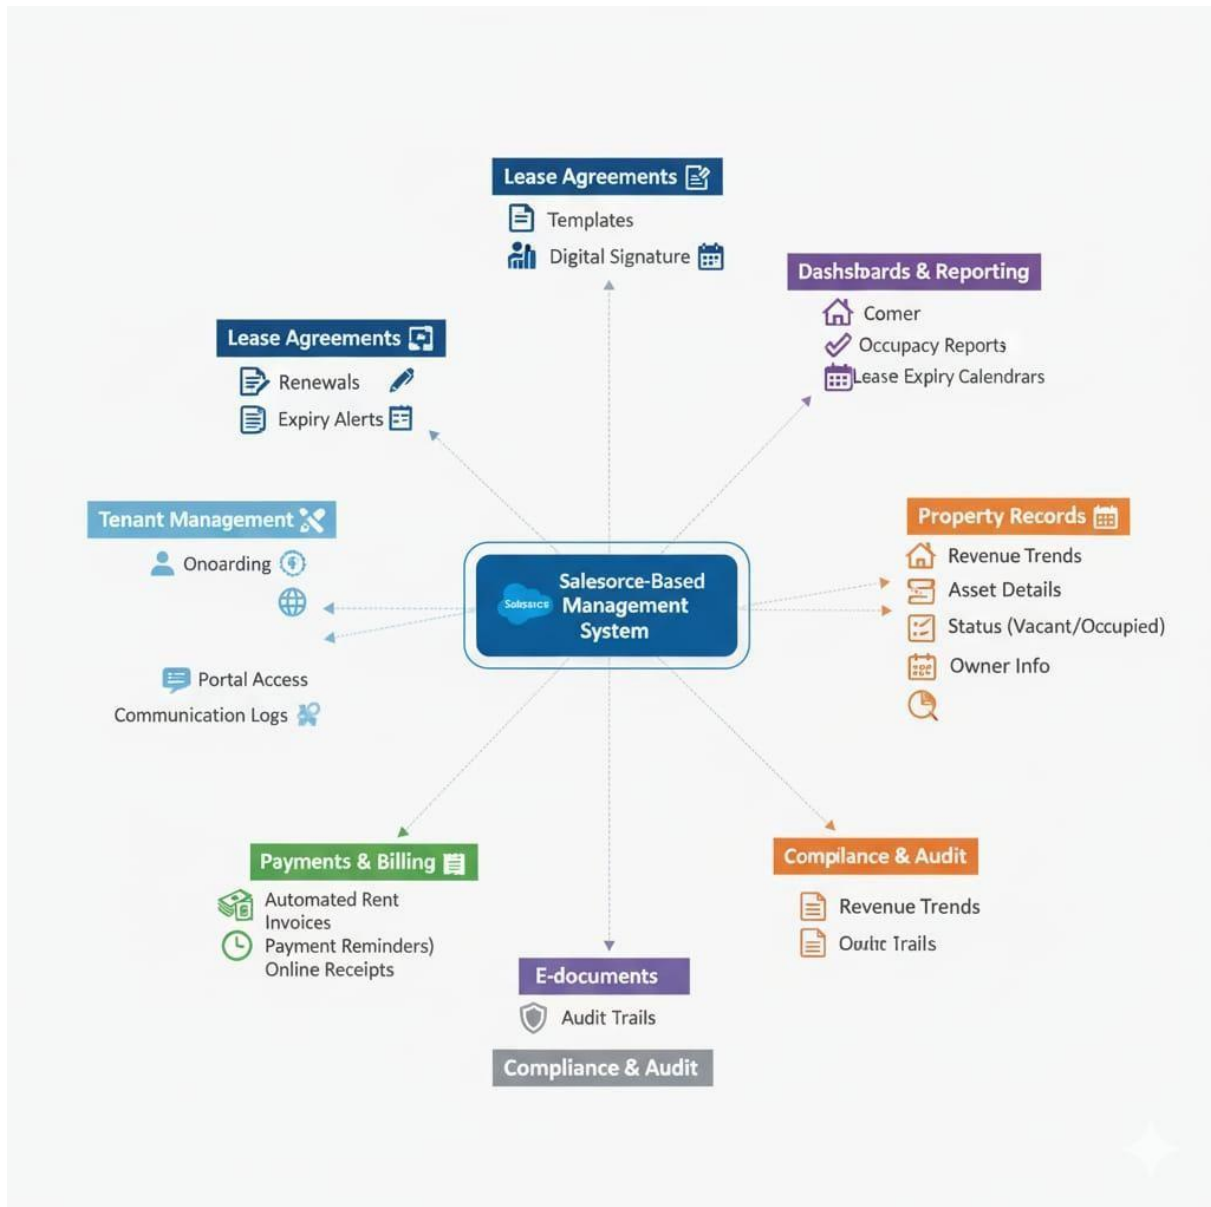 Lease Agreements
Templates
Digital Signature
Dashsbards & Reporting
Comer
Occupacy Reports
Lease Expiry Calendrars
Lease Agreements
Renewals
Expiry Alerts
Tenant Management
Onoarding
Portal Access
Communication Logs
Salesorce-Based
Management
System
Property Records
Revenue Trends
Asset Details
Status (Vacant/Occupied)
Owner Info
Payments & Billing
Automated Rent
Invoices
Payment Reminders)
Online Receipts
E-documents
Audit Trails
Compliance & Audit
Compilance & Audit
Revenue Trends
Trails